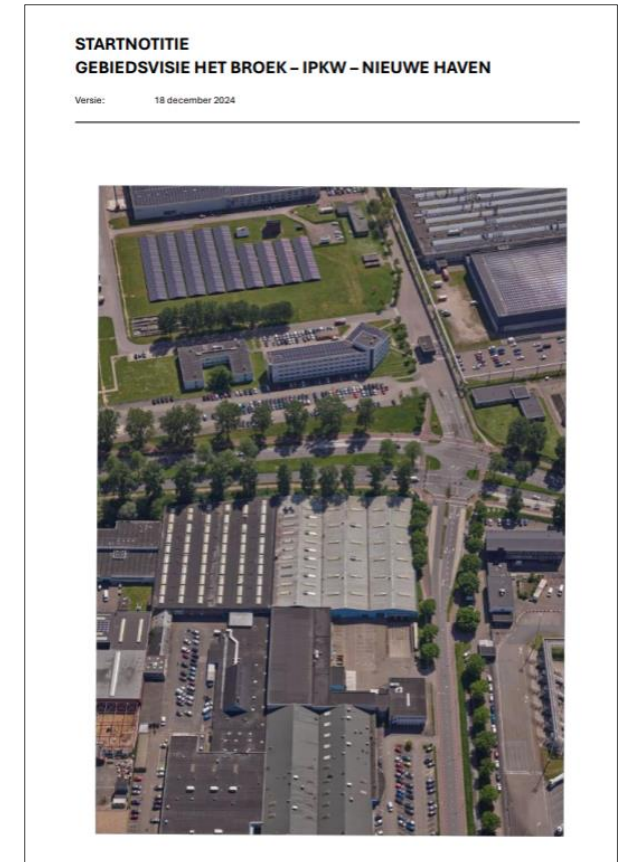 STARTNOTITIE
GEBIEDSVISIE HET BROEK – IPKW – NIEUWE HAVEN
Versie: 18 december 2024